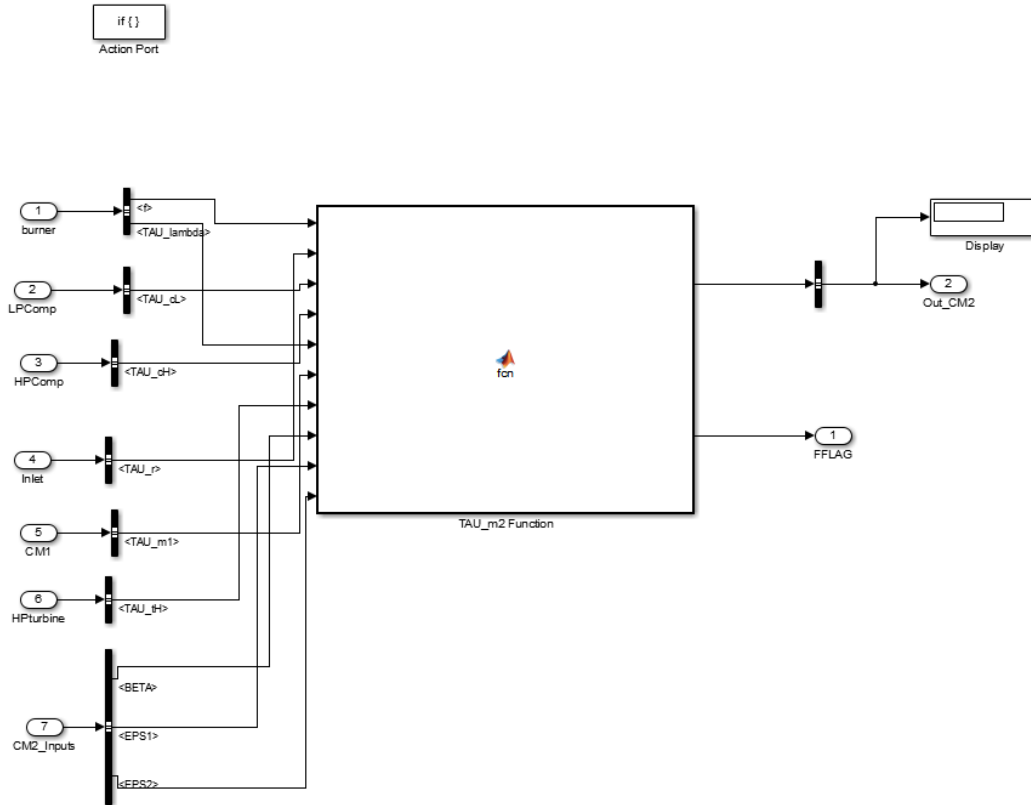 if { }
Action Port
1
burner
<f>
<TAU_lambda>
2
LPComp
<TAU_cL>
3
HPComp
<TAU_cH>
4
Inlet
<TAU_r>
5
CM1
<TAU_m1>
6
HPturbine
<TAU_tH>
7
CM2_Inputs
<BETA>
<EPS1>
<EPS2>
fcn
TAU_m2 Function
Display
2
Out_CM2
1
FFLAG